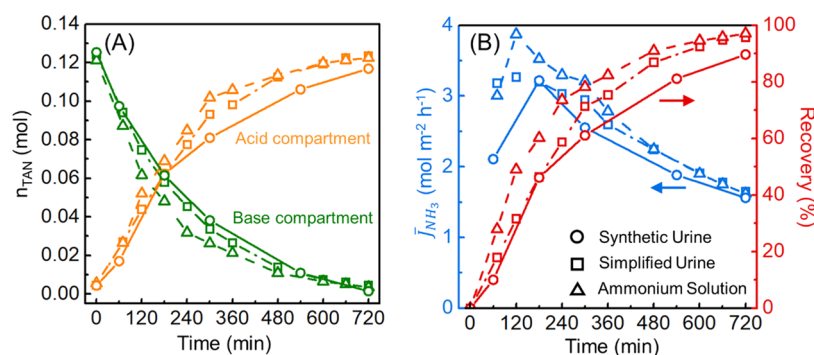 (A)
0.14
0.12
0.10
0.08
0.06
0.04
0.02
0.00
n_TAN (mol)
Acid compartment
Base compartment
0 120 240 360 480 600 720
Time (min)
(B)
4
3
2
1
0
J̄_NH₃ (mol m⁻² h⁻¹)
100
80
60
40
20
0
Recovery (%)
Synthetic Urine
Simplified Urine
Ammonium Solution
0 120 240 360 480 600 720
Time (min)